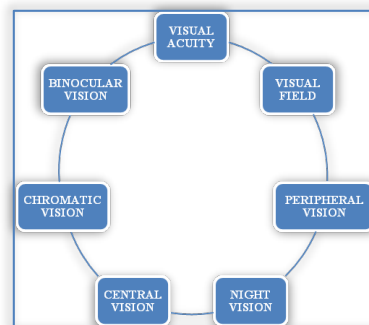 VISUAL
ACUITY
VISUAL
FIELD
PERIPHERAL
VISION
NIGHT
VISION
CENTRAL
VISION
CHROMATIC
VISION
BINOCULAR
VISION